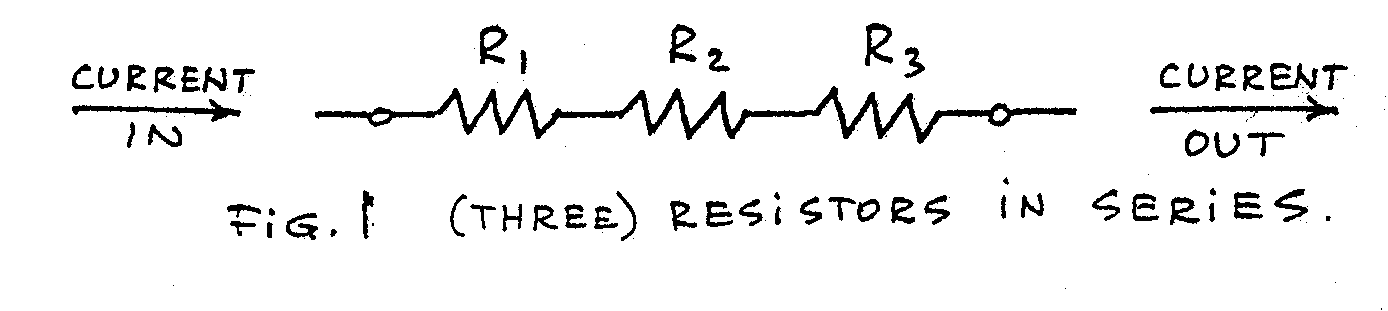 R1 R2 R3
CURRENT IN
CURRENT OUT
FiG. 1 (THREE) RESiSTORS iN SERiES.